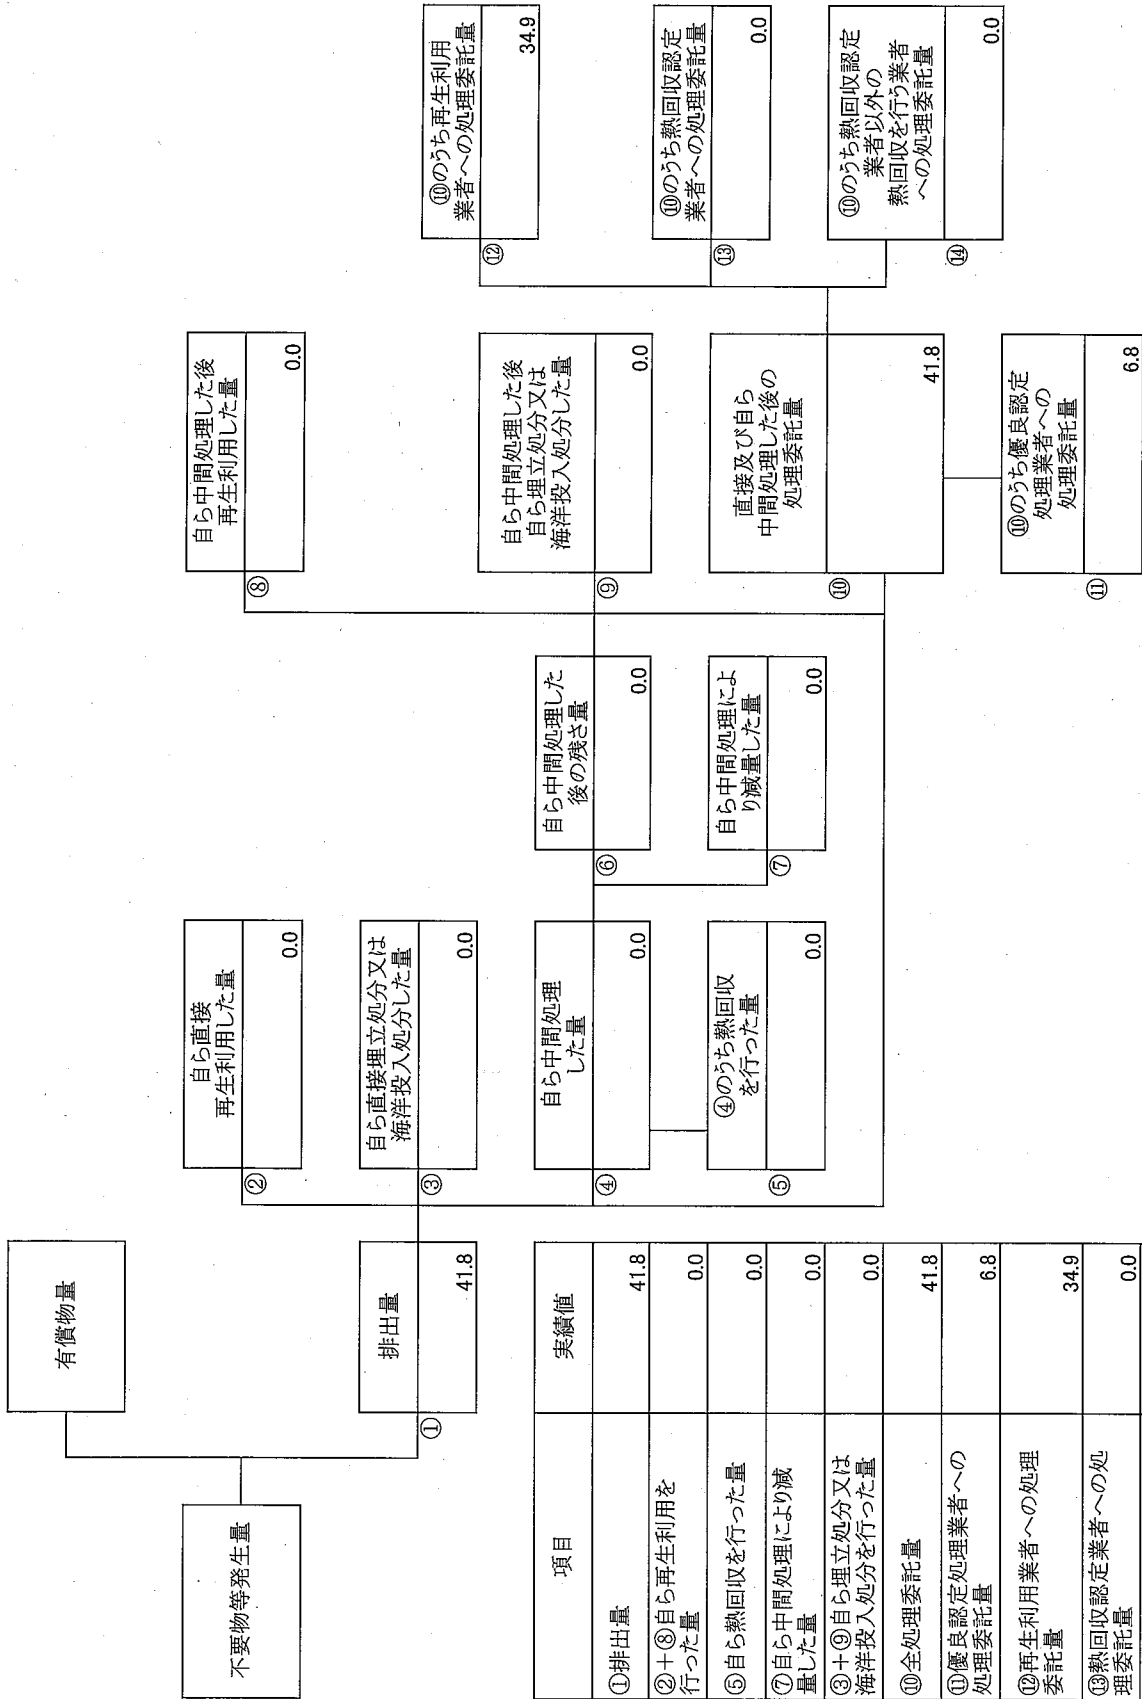 不要物等発生量
有償物量
排出量
①
41.8
自ら直接
再生利用した量
②
0.0
自ら直接埋立処分又は
海洋投入処分した量
③
0.0
自ら中間処理
した量
④
0.0
④のうち熱回収
を行った量
⑤
0.0
自ら中間処理した
後の残さ量
⑥
0.0
自ら中間処理によ
り減量した量
⑦
0.0
自ら中間処理した後
再生利用した量
⑧
0.0
自ら中間処理した後
自ら埋立処分又は
海洋投入処分した量
⑨
0.0
直接及び自ら
中間処理した後の
処理委託量
⑩
41.8
⑩のうち優良認定
処理業者への
処理委託量
⑪
6.8
⑩のうち再生利用
業者への処理委託量
⑫
34.9
⑩のうち熱回収認定
業者への処理委託量
⑬
0.0
⑩のうち熱回収認定
業者以外の
熱回収を行う業者
への処理委託量
⑭
0.0
項目 実績値
①排出量 41.8
②+⑧自ら再生利用を
行った量 0.0
⑤自ら熱回収を行った量 0.0
⑦自ら中間処理により減
量した量 0.0
③+⑨自ら埋立処分又は
海洋投入処分を行った量 0.0
⑩全処理委託量 41.8
⑪優良認定処理業者への
処理委託量 6.8
⑫再生利用業者への処理
委託量 34.9
⑬熱回収認定業者への処
理委託量 0.0